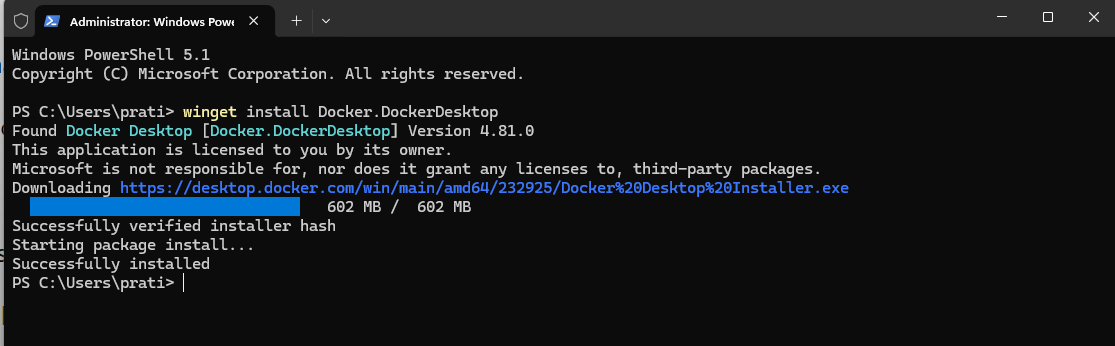 Administrator: Windows Powe
Windows PowerShell 5.1
Copyright (C) Microsoft Corporation. All rights reserved.
PS C:\Users\prati> winget install Docker.DockerDesktop
Found Docker Desktop [Docker.DockerDesktop] Version 4.81.0
This application is licensed to you by its owner.
Microsoft is not responsible for, nor does it grant any licenses to, third-party packages.
Downloading https://desktop.docker.com/win/main/amd64/232925/Docker%20Desktop%20Installer.exe
602 MB /  602 MB
Successfully verified installer hash
Starting package install...
Successfully installed
PS C:\Users\prati>